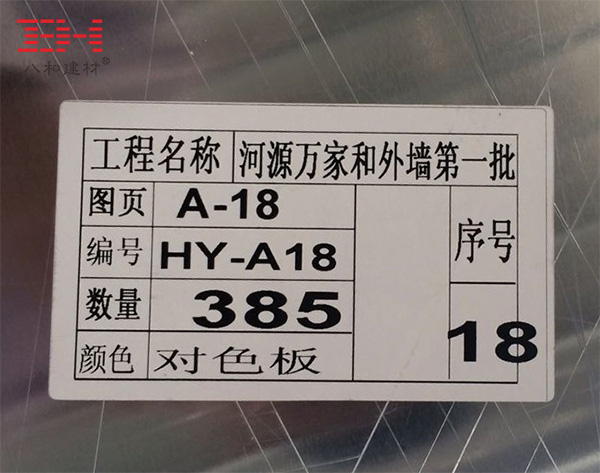 八和建材®
工程名称 河源万家和外墙第一批
图页 A-18
编号 HY-A18 序号
数量 385
18
颜色 对色板